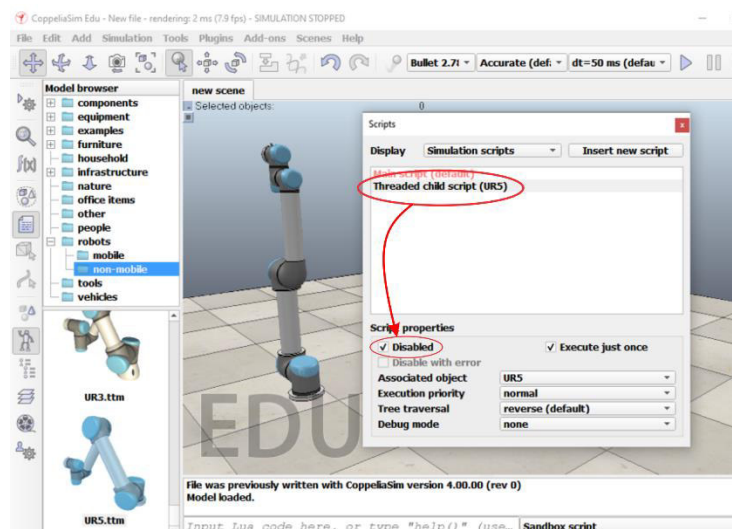 CoppeliaSim Edu - New file - rendering: 2 ms (7.9 fps) - SIMULATION STOPPED
File Edit Add Simulation Tools Plugins Add-ons Scenes Help
Bullet 2.78 Accurate (defa dt=50 ms (defau
Model browser
new scene
components
equipment
examples
furniture
household
infrastructure
nature
office items
other
people
robots
mobile
non-mobile
tools
vehicles
UR3.ttm
UR5.ttm
Selected objects: 0
Scripts
Display Simulation scripts Insert new script
Main script (default)
Threaded child script (UR5)
Script properties
Disabled Execute just once
Disable with error
Associated object UR5
Execution priority normal
Tree traversal reverse (default)
Debug mode none
EDU
File was previously written with CoppeliaSim version 4.00.00 (rev 0)
Model loaded.
Input Lua code here, or type "help()" (use… Sandbox script
f(x)